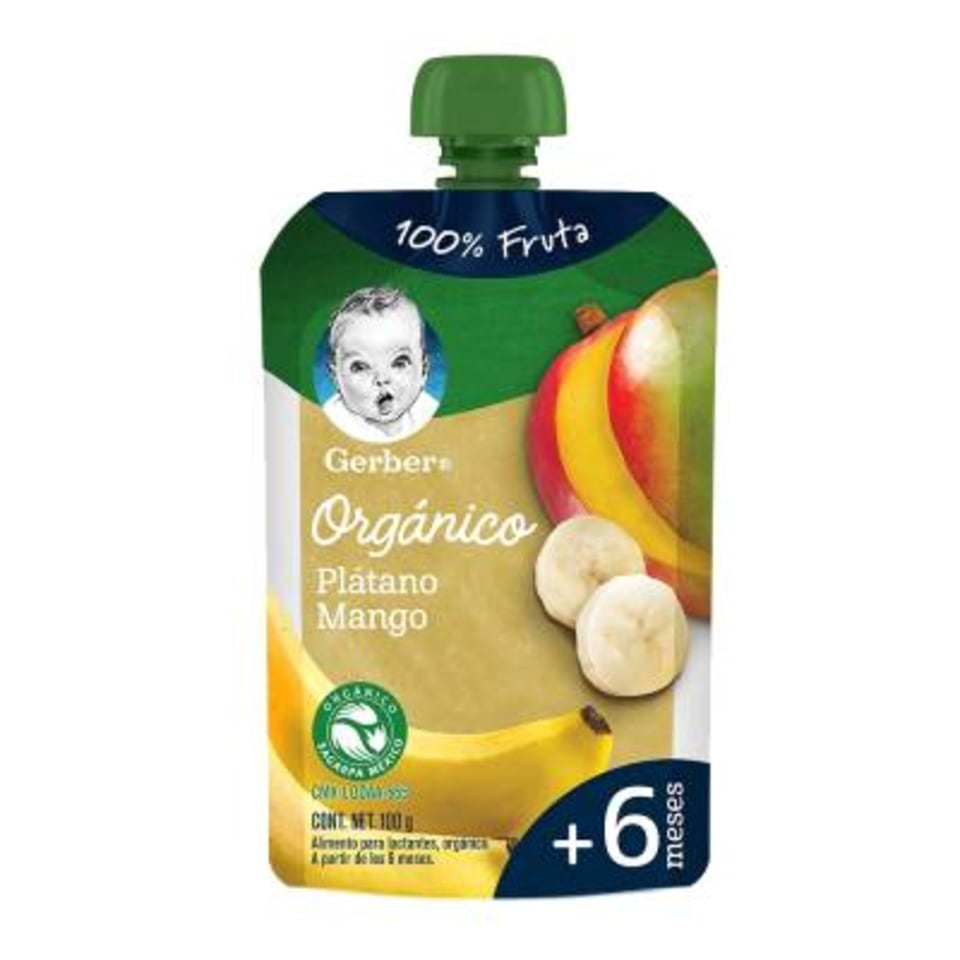 100% Fruta
Gerber®
Orgánico
Plátano
Mango
ORGÁNICO
SAGARPA MÉXICO
CONT. NET. 100 g
Alimento para lactantes, orgánico.
A partir de los 6 meses.
+6
meses